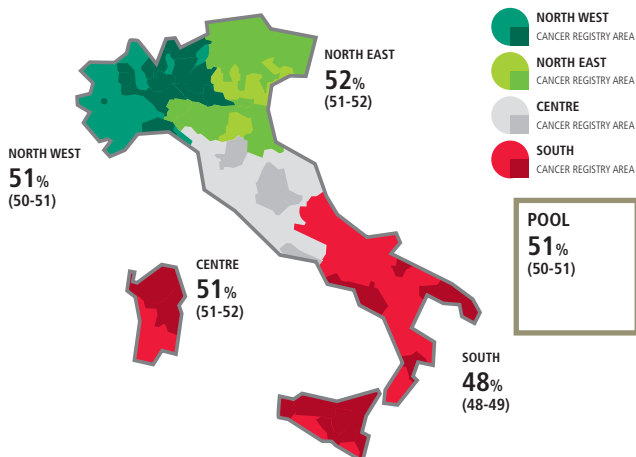 NORTH WEST
CANCER REGISTRY AREA
NORTH EAST
CANCER REGISTRY AREA
CENTRE
CANCER REGISTRY AREA
SOUTH
CANCER REGISTRY AREA
NORTH EAST
52%
(51-52)
NORTH WEST
51%
(50-51)
POOL
51%
(50-51)
CENTRE
51%
(51-52)
SOUTH
48%
(48-49)